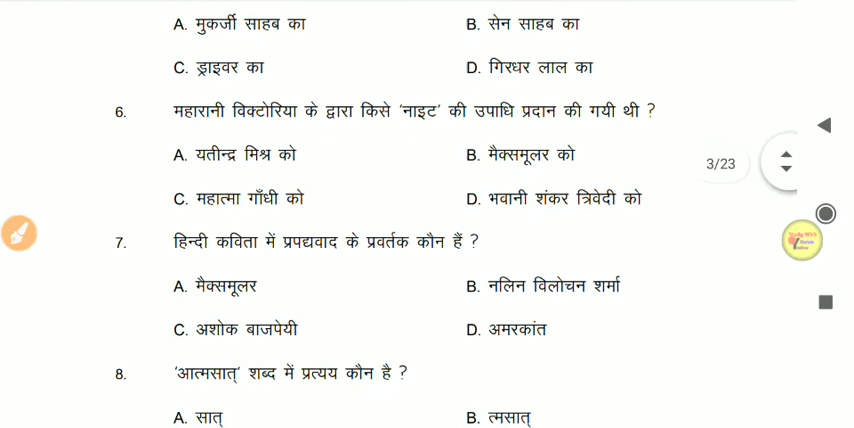 A. मुकर्जी साहब का B. सेन साहब का
C. ड्राइवर का D. गिरधर लाल का
6. महारानी विक्टोरिया के द्वारा किसे ‘नाइट’ की उपाधि प्रदान की गयी थी ?
A. यतीन्द्र मिश्र को B. मैक्समूलर को
3/23
C. महात्मा गाँधी को D. भवानी शंकर त्रिवेदी को
7. हिन्दी कविता में प्रपद्यवाद के प्रवर्तक कौन हैं ?
Study With
A. मैक्समूलर B. नलिन विलोचन शर्मा
C. अशोक बाजपेयी D. अमरकांत
8. ‘आत्मसात्’ शब्द में प्रत्यय कौन है ?
A. सात् B. त्मसात्